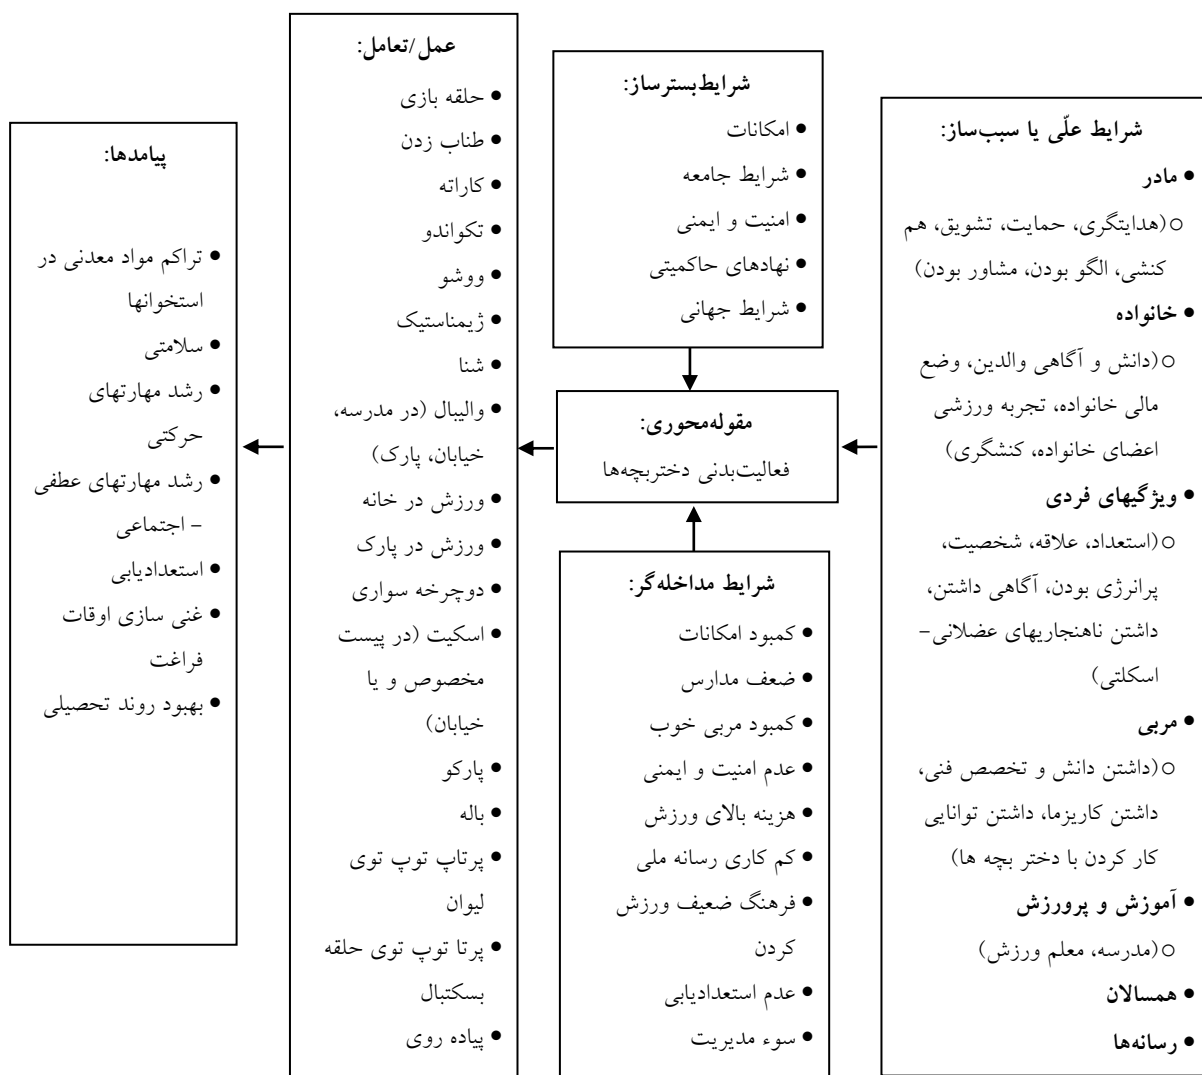 شرایط علّی یا سبب‌ساز:
• مادر
o (هدایتگری، حمایت، تشویق، هم
کنشی، الگو بودن، مشاور بودن)
• خانواده
o (دانش و آگاهی والدین، وضع
مالی خانواده، تجربه ورزشی
اعضای خانواده، کنشگری)
• ویژگیهای فردی
o (استعداد، علاقه، شخصیت،
پرانرژی بودن، آگاهی داشتن،
داشتن ناهنجاریهای عضلانی-
اسکلتی)
• مربی
o (داشتن دانش و تخصص فنی،
داشتن کاریزما، داشتن توانایی
کار کردن با دختر بچه ها)
• آموزش و پرورزش
o (مدرسه، معلم ورزش)
• همسالان
• رسانه‌ها
شرایط‌بسترساز:
• امکانات
• شرایط جامعه
• امنیت و ایمنی
• نهادهای حاکمیتی
• شرایط جهانی
مقوله‌محوری:
فعالیت‌بدنی دختربچه‌ها
شرایط مداخله‌گر:
• کمبود امکانات
• ضعف مدارس
• کمبود مربی خوب
• عدم امنیت و ایمنی
• هزینه بالای ورزش
• کم کاری رسانه ملی
• فرهنگ ضعیف ورزش
کردن
• عدم استعدادیابی
• سوء مدیریت
عمل/تعامل:
• حلقه بازی
• طناب زدن
• کاراته
• تکواندو
• ووشو
• ژیمناستیک
• شنا
• والیبال (در مدرسه،
خیابان، پارک)
• ورزش در خانه
• ورزش در پارک
• دوچرخه سواری
• اسکیت (در پیست
مخصوص و یا
خیابان)
• پارکو
• باله
• پرتاپ توپ توی
لیوان
• پرتا توپ توی حلقه
بسکتبال
• پیاده روی
پیامدها:
• تراکم مواد معدنی در
استخوانها
• سلامتی
• رشد مهارتهای
حرکتی
• رشد مهارتهای عطفی
– اجتماعی
• استعدادیابی
• غنی سازی اوقات
فراغت
• بهبود روند تحصیلی